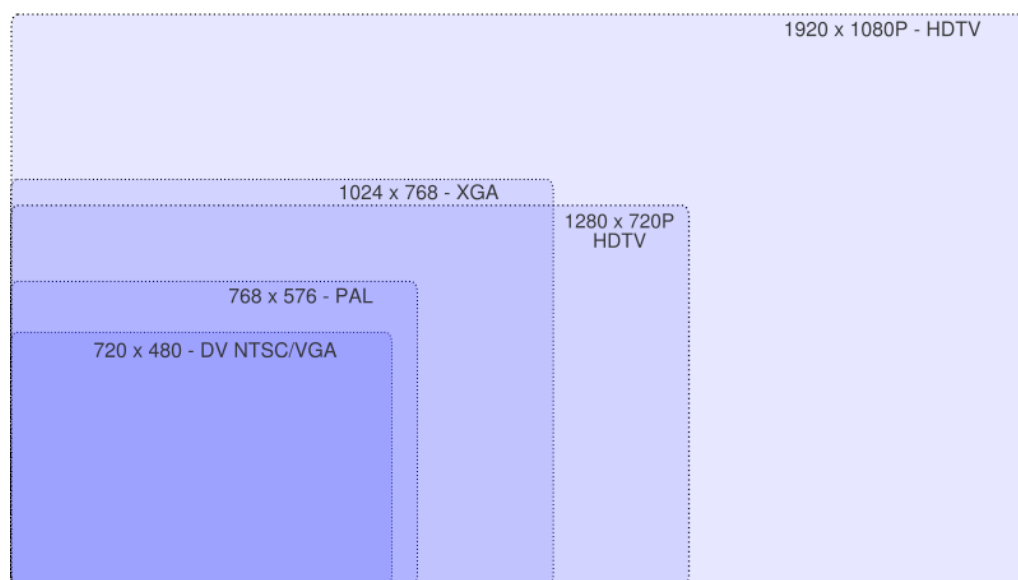 1920 x 1080P - HDTV
1024 x 768 - XGA
1280 x 720P
HDTV
768 x 576 - PAL
720 x 480 - DV NTSC/VGA